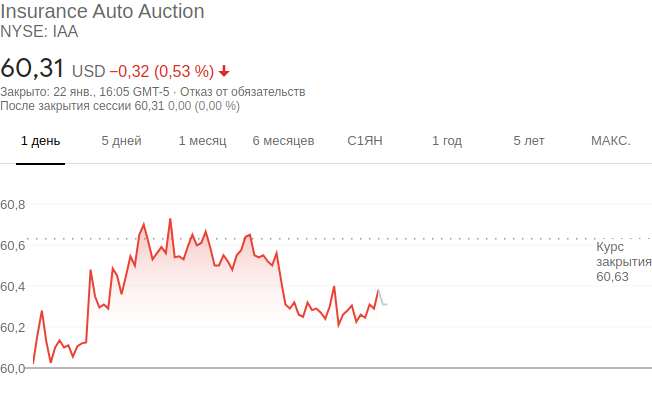 Insurance Auto Auction
NYSE: IAA
60,31 USD −0,32 (0,53 %)
Закрыто: 22 янв., 16:05 GMT-5 · Отказ от обязательств
После закрытия сессии 60,31 0,00 (0,00 %)
1 день 5 дней 1 месяц 6 месяцев С1ЯН 1 год 5 лет МАКС.
60,8
60,6
Курс
закрытия
60,63
60,4
60,2
60,0